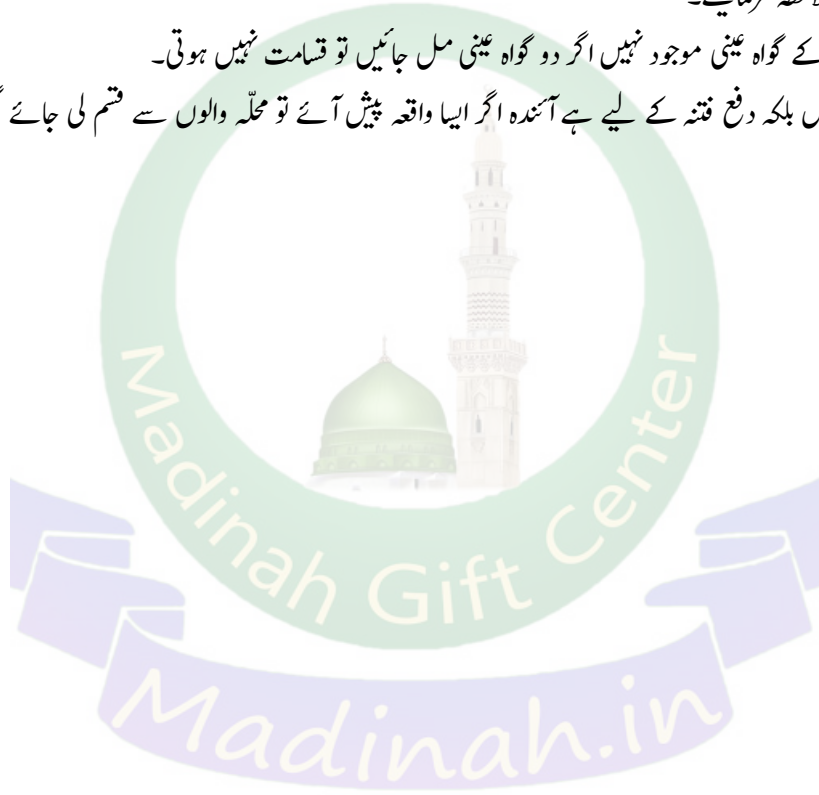 کے گواہ عینی موجود نہیں اگر دو گواہ عینی مل جائیں تو قسامت نہیں ہوتی۔
بلکہ دفع فتنہ کے لیے ہے آئندہ اگر ایسا واقعہ پیش آئے تو محلّہ والوں سے قسم لی جائے
Madinah Gift Center
Madinah.in